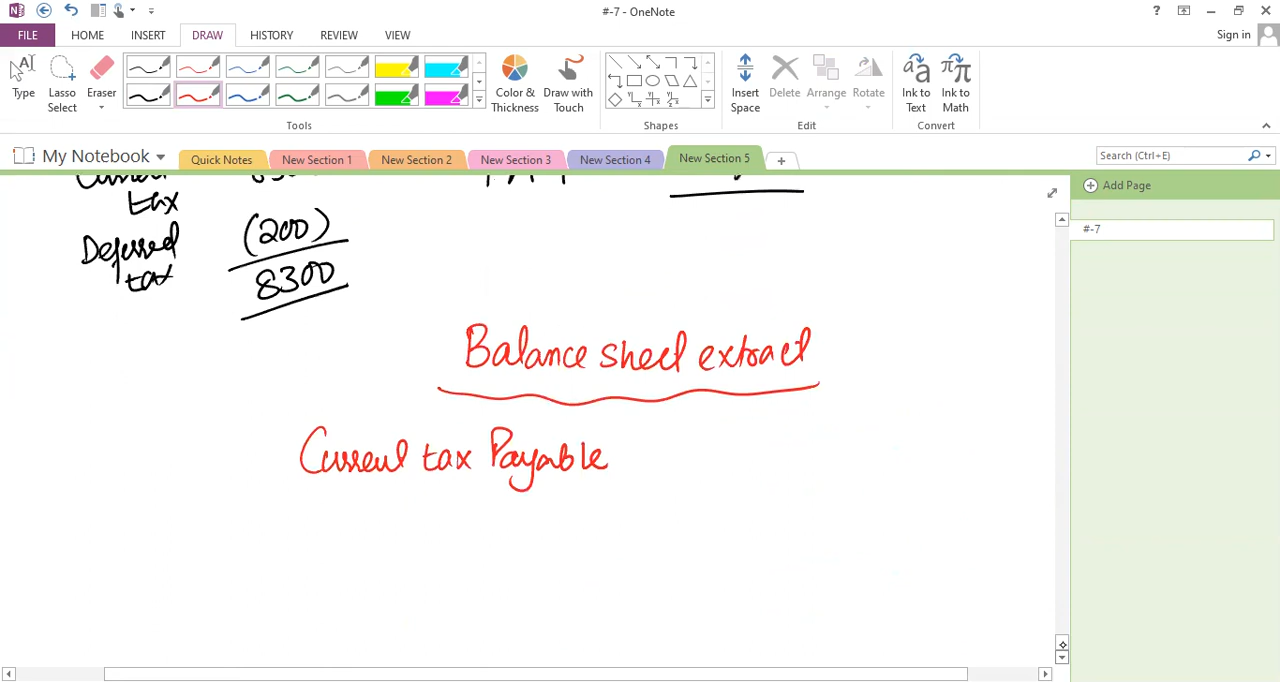 #-7 - OneNote
?
Sign in
FILE HOME INSERT DRAW HISTORY REVIEW VIEW
Type
Lasso Select
Eraser
Color & Thickness
Draw with Touch
Insert Space
Delete
Arrange
Rotate
Ink to Text
Ink to Math
Tools
Shapes
Edit
Convert
My Notebook
Quick Notes
New Section 1
New Section 2
New Section 3
New Section 4
New Section 5
Search (Ctrl+E)
Add Page
#-7
tax
Deferred (200)
tax 8300
Balance sheet extract
Current tax Payable